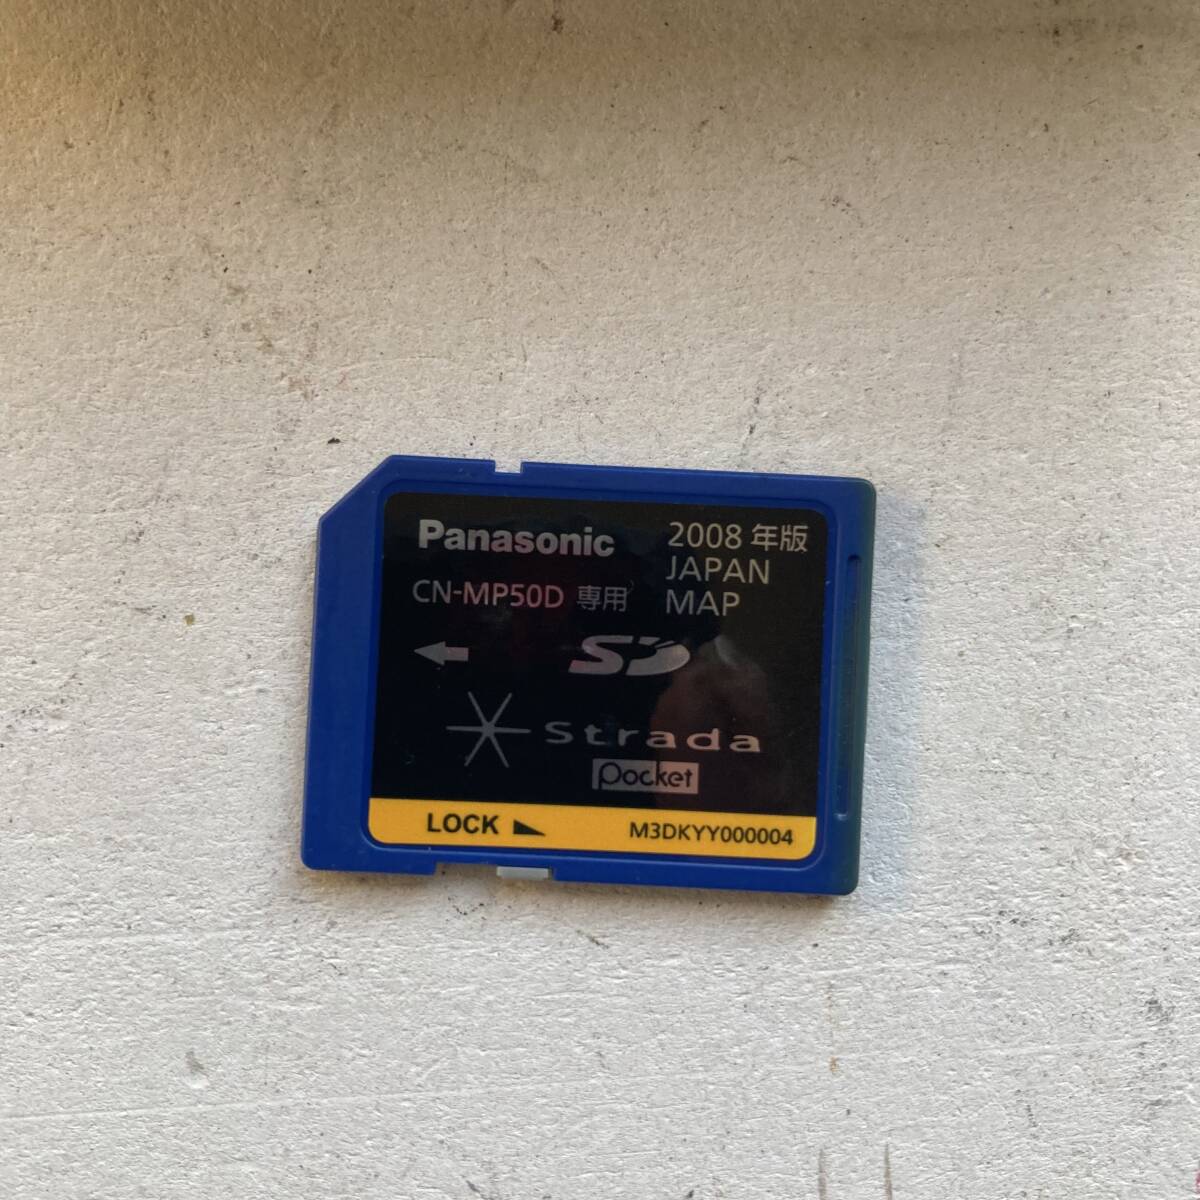 Panasonic
2008 年版
JAPAN
MAP
CN-MP50D 専用
SD
Strada
Pocket
LOCK
M3DKYY000004